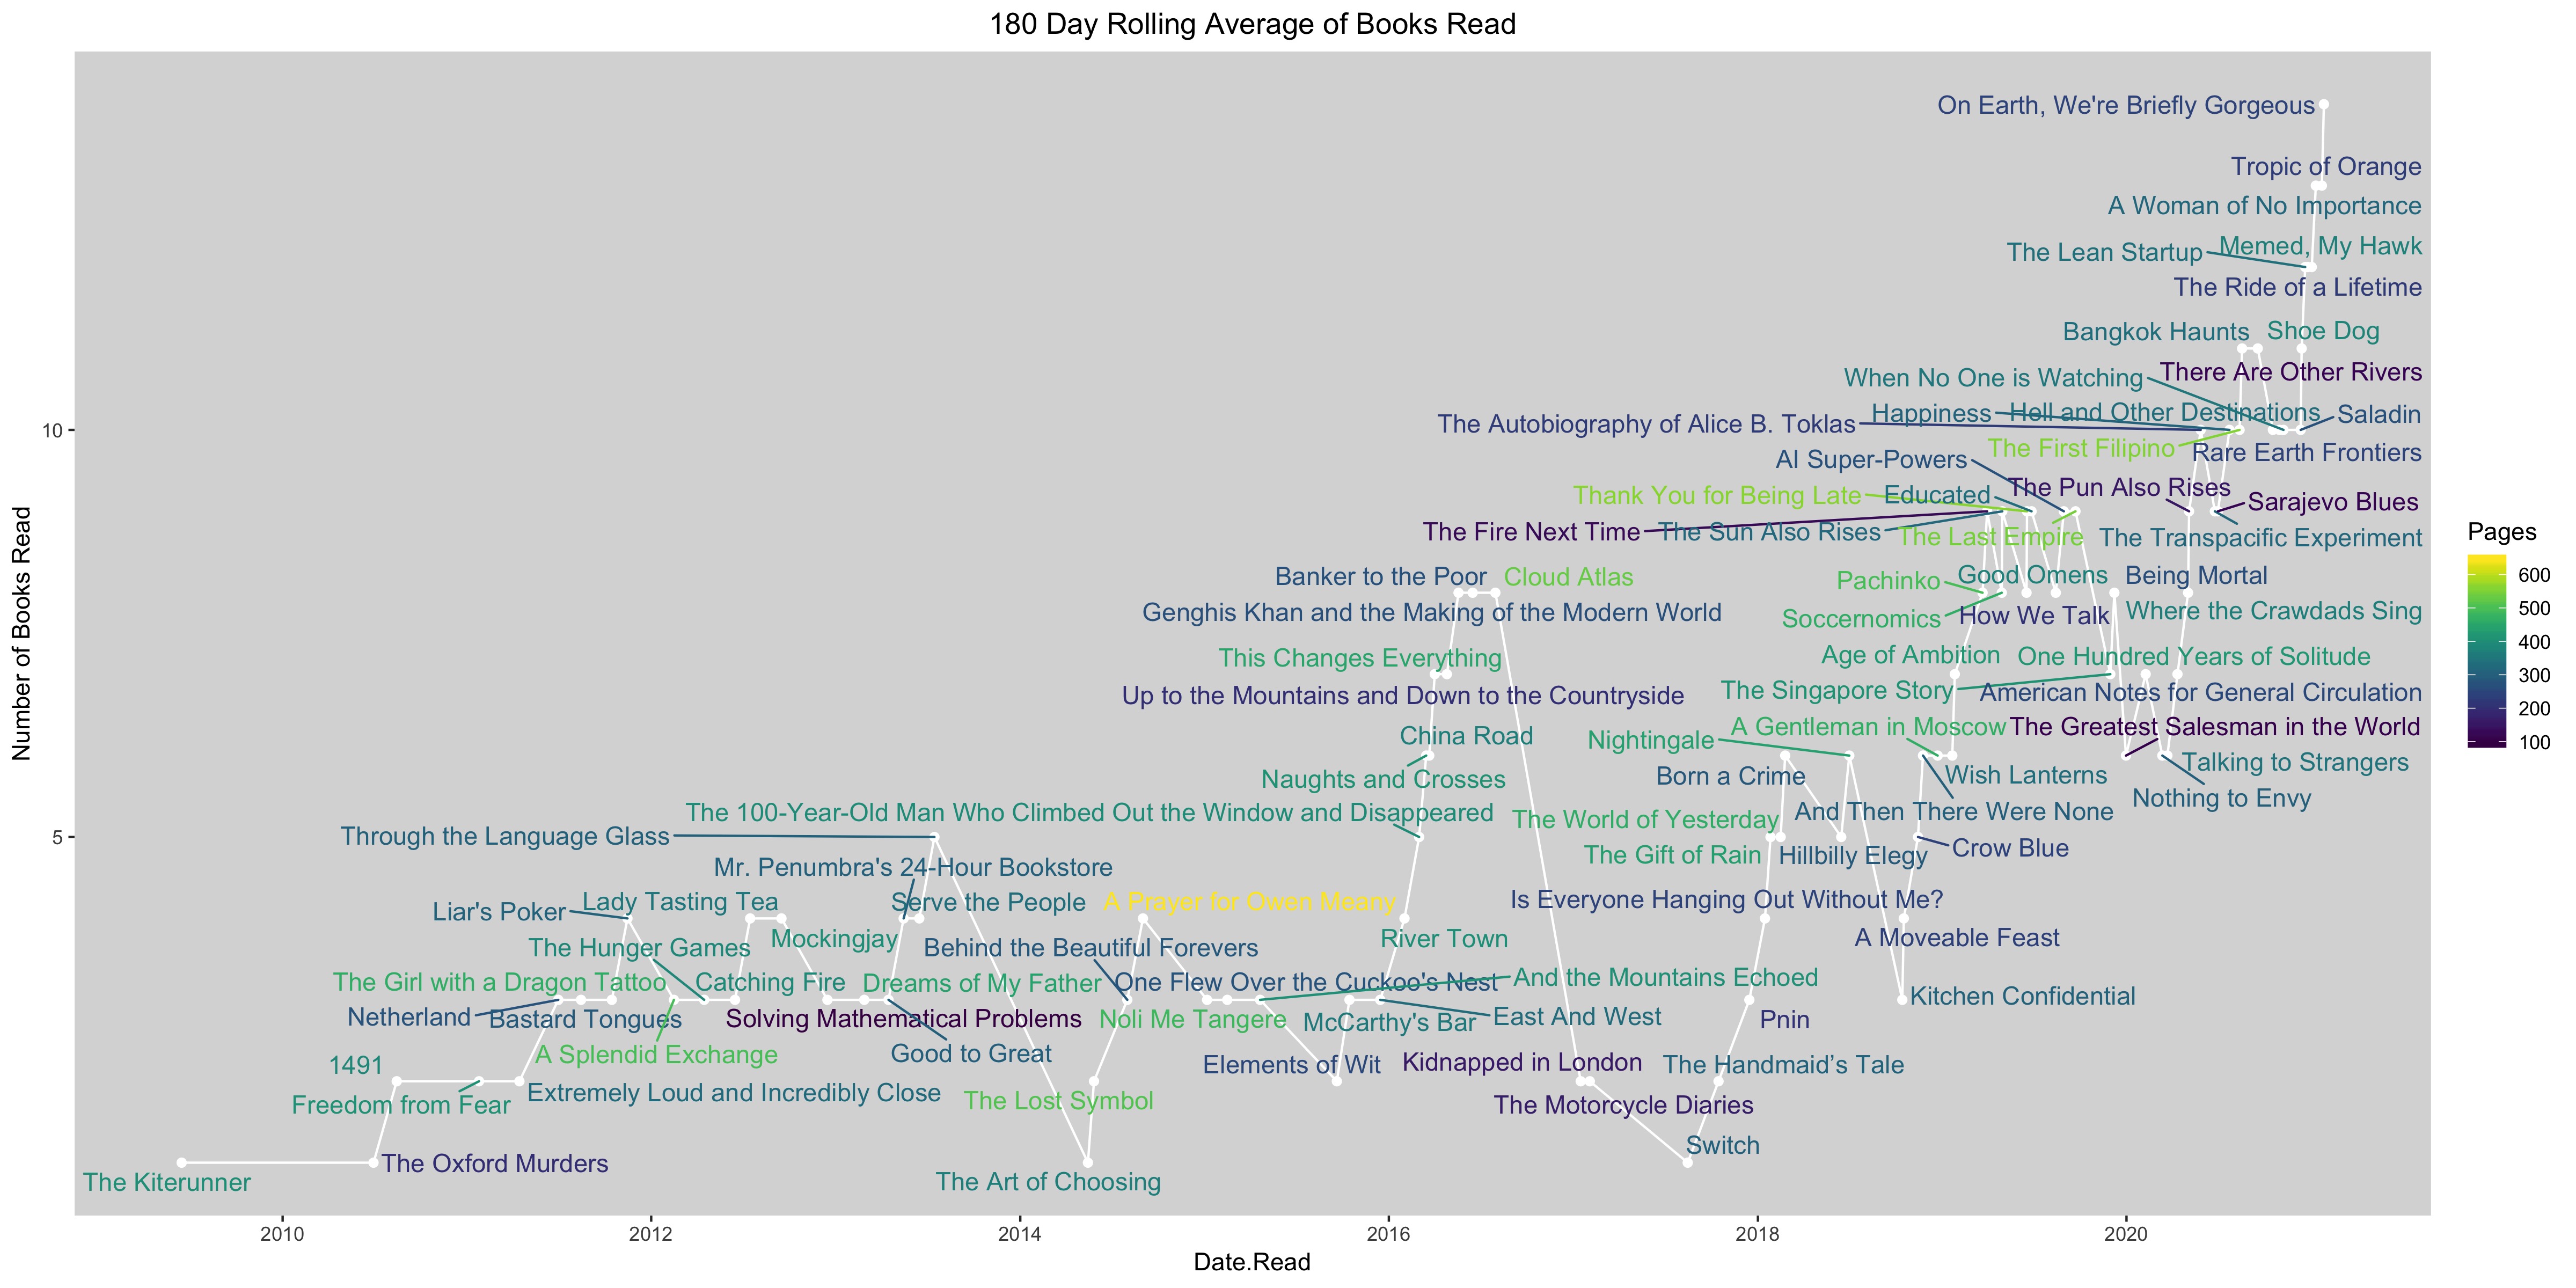 180 Day Rolling Average of Books Read
On Earth, We're Briefly Gorgeous
Tropic of Orange
A Woman of No Importance
The Lean Startup
Memed, My Hawk
The Ride of a Lifetime
Bangkok Haunts
Shoe Dog
When No One is Watching
There Are Other Rivers
The Autobiography of Alice B. Toklas
Happiness
Hell and Other Destinations
Saladin
10
The First Filipino
Rare Earth Frontiers
AI Super-Powers
Thank You for Being Late
Educated
The Pun Also Rises
Sarajevo Blues
The Fire Next Time
The Sun Also Rises
The Last Empire
The Transpacific Experiment
Banker to the Poor
Cloud Atlas
Pachinko
Good Omens
Being Mortal
Genghis Khan and the Making of the Modern World
Soccernomics
How We Talk
Where the Crawdads Sing
This Changes Everything
Age of Ambition
One Hundred Years of Solitude
Up to the Mountains and Down to the Countryside
The Singapore Story
American Notes for General Circulation
China Road
Nightingale
A Gentleman in Moscow
The Greatest Salesman in the World
Naughts and Crosses
Born a Crime
Wish Lanterns
Talking to Strangers
Nothing to Envy
The 100-Year-Old Man Who Climbed Out the Window and Disappeared
The World of Yesterday
And Then There Were None
5
Through the Language Glass
The Gift of Rain
Hillbilly Elegy
Crow Blue
Mr. Penumbra's 24-Hour Bookstore
Liar's Poker
Lady Tasting Tea
Serve the People
A Prayer for Owen Meany
Is Everyone Hanging Out Without Me?
The Hunger Games
Mockingjay
Behind the Beautiful Forevers
River Town
A Moveable Feast
The Girl with a Dragon Tattoo
Catching Fire
Dreams of My Father
One Flew Over the Cuckoo's Nest
And the Mountains Echoed
Kitchen Confidential
Netherland
Bastard Tongues
Solving Mathematical Problems
Noli Me Tangere
McCarthy's Bar
East And West
Pnin
A Splendid Exchange
Good to Great
1491
Elements of Wit
Kidnapped in London
The Handmaid’s Tale
Freedom from Fear
Extremely Loud and Incredibly Close
The Lost Symbol
The Motorcycle Diaries
Switch
The Oxford Murders
The Kiterunner
The Art of Choosing
2010
2012
2014
2016
2018
2020
Date.Read
Number of Books Read
Pages
600
500
400
300
200
100